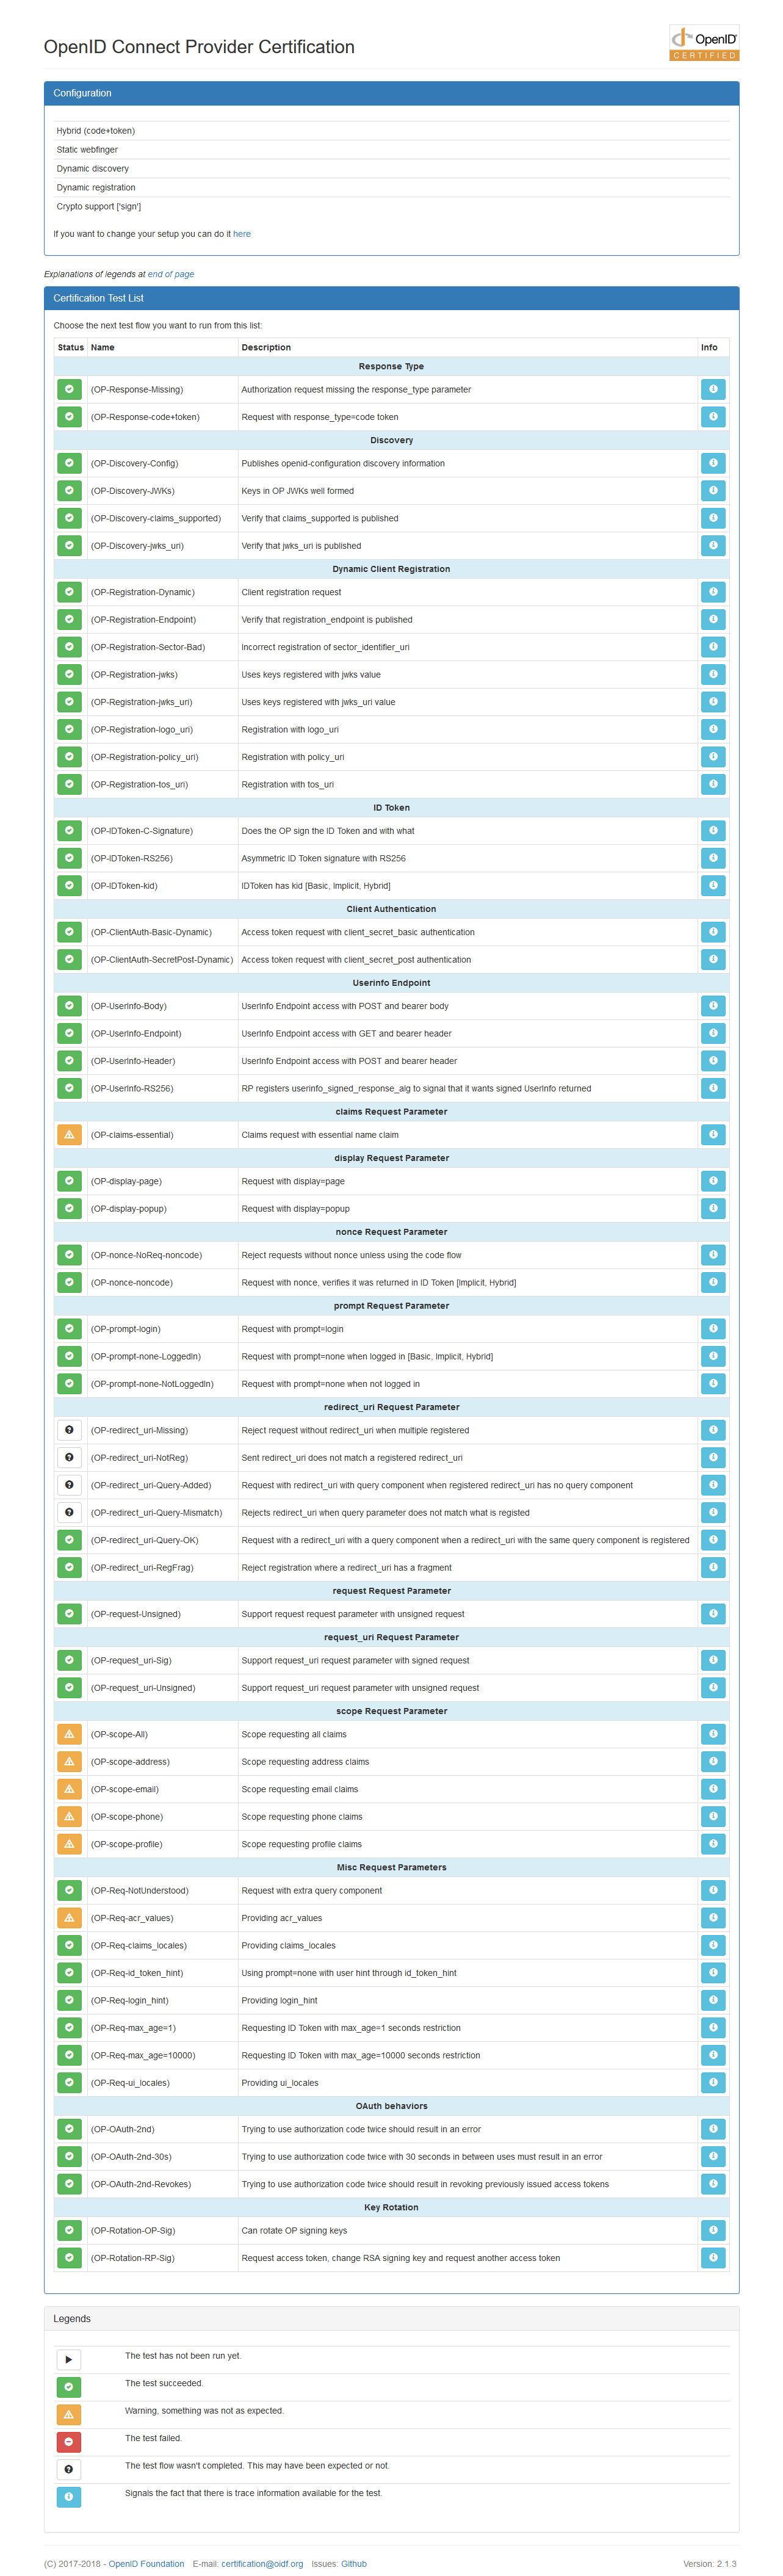 OpenID Connect Provider Certification
OpenID®
CERTIFIED
Configuration
Hybrid (code+token)
Static webfinger
Dynamic discovery
Dynamic registration
Crypto support ['sign']
If you want to change your setup you can do it here
Explanations of legends at end of page
Certification Test List
Choose the next test flow you want to run from this list:
Status Name Description Info
Response Type
(OP-Response-Missing) Authorization request missing the response_type parameter
(OP-Response-code+token) Request with response_type=code token
Discovery
(OP-Discovery-Config) Publishes openid-configuration discovery information
(OP-Discovery-JWKs) Keys in OP JWKs well formed
(OP-Discovery-claims_supported) Verify that claims_supported is published
(OP-Discovery-jwks_uri) Verify that jwks_uri is published
Dynamic Client Registration
(OP-Registration-Dynamic) Client registration request
(OP-Registration-Endpoint) Verify that registration_endpoint is published
(OP-Registration-Sector-Bad) Incorrect registration of sector_identifier_uri
(OP-Registration-jwks) Uses keys registered with jwks value
(OP-Registration-jwks_uri) Uses keys registered with jwks_uri value
(OP-Registration-logo_uri) Registration with logo_uri
(OP-Registration-policy_uri) Registration with policy_uri
(OP-Registration-tos_uri) Registration with tos_uri
ID Token
(OP-IDToken-C-Signature) Does the OP sign the ID Token and with what
(OP-IDToken-RS256) Asymmetric ID Token signature with RS256
(OP-IDToken-kid) IDToken has kid [Basic, Implicit, Hybrid]
Client Authentication
(OP-ClientAuth-Basic-Dynamic) Access token request with client_secret_basic authentication
(OP-ClientAuth-SecretPost-Dynamic) Access token request with client_secret_post authentication
Userinfo Endpoint
(OP-UserInfo-Body) UserInfo Endpoint access with POST and bearer body
(OP-UserInfo-Endpoint) UserInfo Endpoint access with GET and bearer header
(OP-UserInfo-Header) UserInfo Endpoint access with POST and bearer header
(OP-UserInfo-RS256) RP registers userinfo_signed_response_alg to signal that it wants signed UserInfo returned
claims Request Parameter
(OP-claims-essential) Claims request with essential name claim
display Request Parameter
(OP-display-page) Request with display=page
(OP-display-popup) Request with display=popup
nonce Request Parameter
(OP-nonce-NoReq-noncode) Reject requests without nonce unless using the code flow
(OP-nonce-noncode) Request with nonce, verifies it was returned in ID Token [Implicit, Hybrid]
prompt Request Parameter
(OP-prompt-login) Request with prompt=login
(OP-prompt-none-LoggedIn) Request with prompt=none when logged in [Basic, Implicit, Hybrid]
(OP-prompt-none-NotLoggedIn) Request with prompt=none when not logged in
redirect_uri Request Parameter
(OP-redirect_uri-Missing) Reject request without redirect_uri when multiple registered
(OP-redirect_uri-NotReg) Sent redirect_uri does not match a registered redirect_uri
(OP-redirect_uri-Query-Added) Request with redirect_uri with query component when registered redirect_uri has no query component
(OP-redirect_uri-Query-Mismatch) Rejects redirect_uri when query parameter does not match what is registed
(OP-redirect_uri-Query-OK) Request with a redirect_uri with a query component when a redirect_uri with the same query component is registered
(OP-redirect_uri-RegFrag) Reject registration where a redirect_uri has a fragment
request Request Parameter
(OP-request-Unsigned) Support request request parameter with unsigned request
request_uri Request Parameter
(OP-request_uri-Sig) Support request_uri request parameter with signed request
(OP-request_uri-Unsigned) Support request_uri request parameter with unsigned request
scope Request Parameter
(OP-scope-All) Scope requesting all claims
(OP-scope-address) Scope requesting address claims
(OP-scope-email) Scope requesting email claims
(OP-scope-phone) Scope requesting phone claims
(OP-scope-profile) Scope requesting profile claims
Misc Request Parameters
(OP-Req-NotUnderstood) Request with extra query component
(OP-Req-acr_values) Providing acr_values
(OP-Req-claims_locales) Providing claims_locales
(OP-Req-id_token_hint) Using prompt=none with user hint through id_token_hint
(OP-Req-login_hint) Providing login_hint
(OP-Req-max_age=1) Requesting ID Token with max_age=1 seconds restriction
(OP-Req-max_age=10000) Requesting ID Token with max_age=10000 seconds restriction
(OP-Req-ui_locales) Providing ui_locales
OAuth behaviors
(OP-OAuth-2nd) Trying to use authorization code twice should result in an error
(OP-OAuth-2nd-30s) Trying to use authorization code twice with 30 seconds in between uses must result in an error
(OP-OAuth-2nd-Revokes) Trying to use authorization code twice should result in revoking previously issued access tokens
Key Rotation
(OP-Rotation-OP-Sig) Can rotate OP signing keys
(OP-Rotation-RP-Sig) Request access token, change RSA signing key and request another access token
Legends
The test has not been run yet.
The test succeeded.
Warning, something was not as expected.
The test failed.
The test flow wasn't completed. This may have been expected or not.
Signals the fact that there is trace information available for the test.
(C) 2017-2018 - OpenID Foundation E-mail: certification@oidf.org Issues: Github Version: 2.1.3